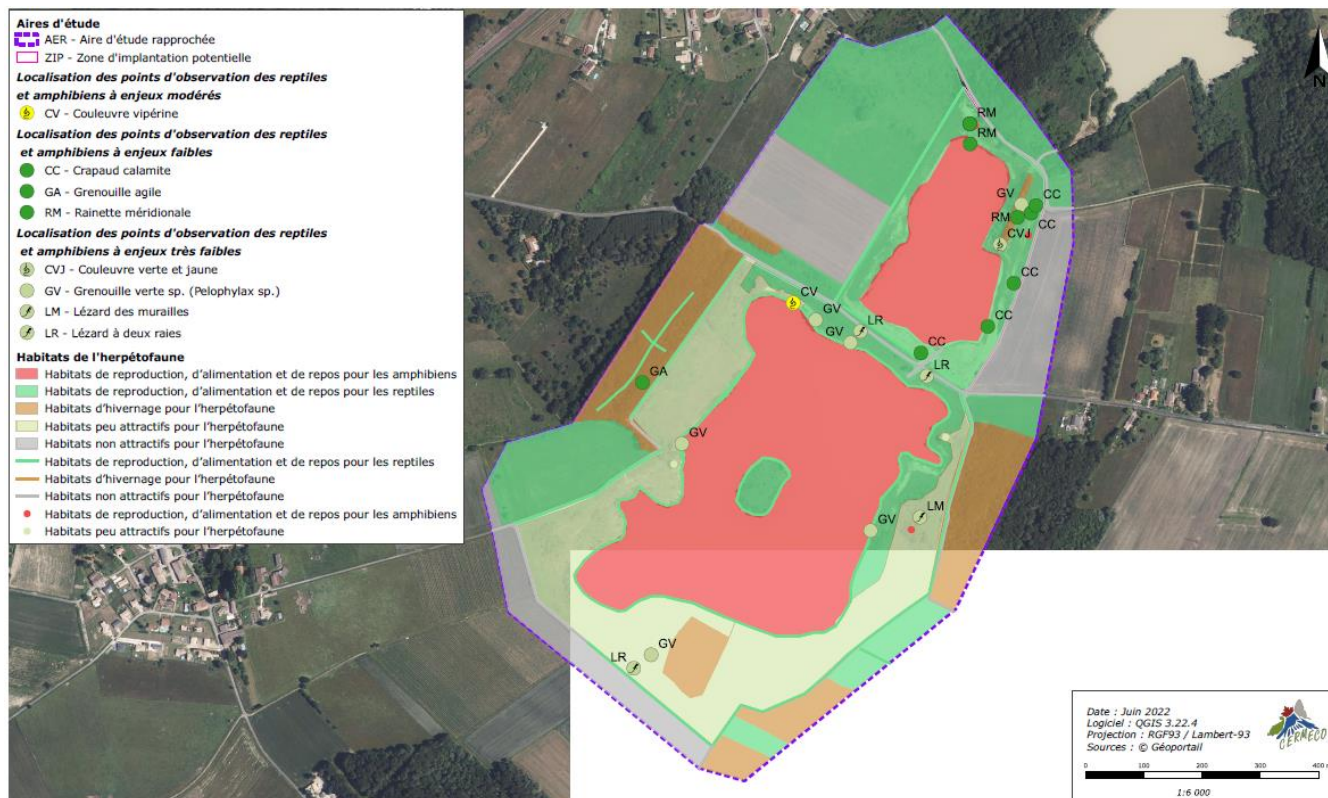 Aires d'étude
AER - Aire d'étude rapprochée
ZIP - Zone d'implantation potentielle
Localisation des points d'observation des reptiles
et amphibiens à enjeux modérés
CV - Couleuvre vipérine
Localisation des points d'observation des reptiles
et amphibiens à enjeux faibles
CC - Crapaud calamite
GA - Grenouille agile
RM - Rainette méridionale
Localisation des points d'observation des reptiles
et amphibiens à enjeux très faibles
CVJ - Couleuvre verte et jaune
GV - Grenouille verte sp. (Pelophylax sp.)
LM - Lézard des murailles
LR - Lézard à deux raies
Habitats de l'herpétofaune
Habitats de reproduction, d'alimentation et de repos pour les amphibiens
Habitats de reproduction, d'alimentation et de repos pour les reptiles
Habitats d'hivernage pour l'herpétofaune
Habitats peu attractifs pour l'herpétofaune
Habitats non attractifs pour l'herpétofaune
Habitats de reproduction, d'alimentation et de repos pour les reptiles
Habitats d'hivernage pour l'herpétofaune
Habitats non attractifs pour l'herpétofaune
Habitats de reproduction, d'alimentation et de repos pour les amphibiens
Habitats peu attractifs pour l'herpétofaune
N
RM
RM
GV
CC
RM
CC
CVJ
CC
CV
GV
LR
GV
CC
LR
GA
GV
LM
GV
GV
LR
Date : Juin 2022
Logiciel : QGIS 3.22.4
Projection : RGF93 / Lambert-93
Sources : © Géoportail
CERMECO
0 100 200 300 400 m
1:6 000